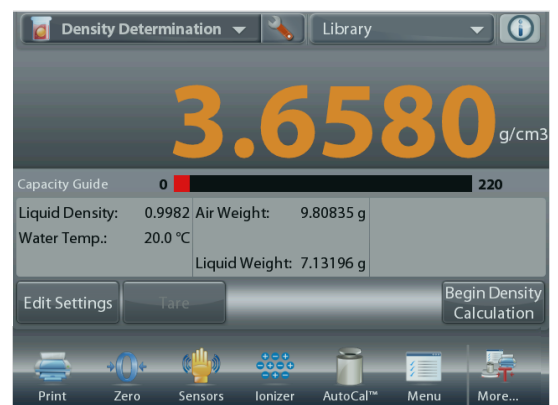 Density Determination Library
3.6580 g/cm3
Capacity Guide 0 220
Liquid Density: 0.9982 Air Weight: 9.80835 g
Water Temp.: 20.0 °C
Liquid Weight: 7.13196 g
Edit Settings Tare Begin Density
Calculation
Print Zero Sensors Ionizer AutoCal™ Menu More...